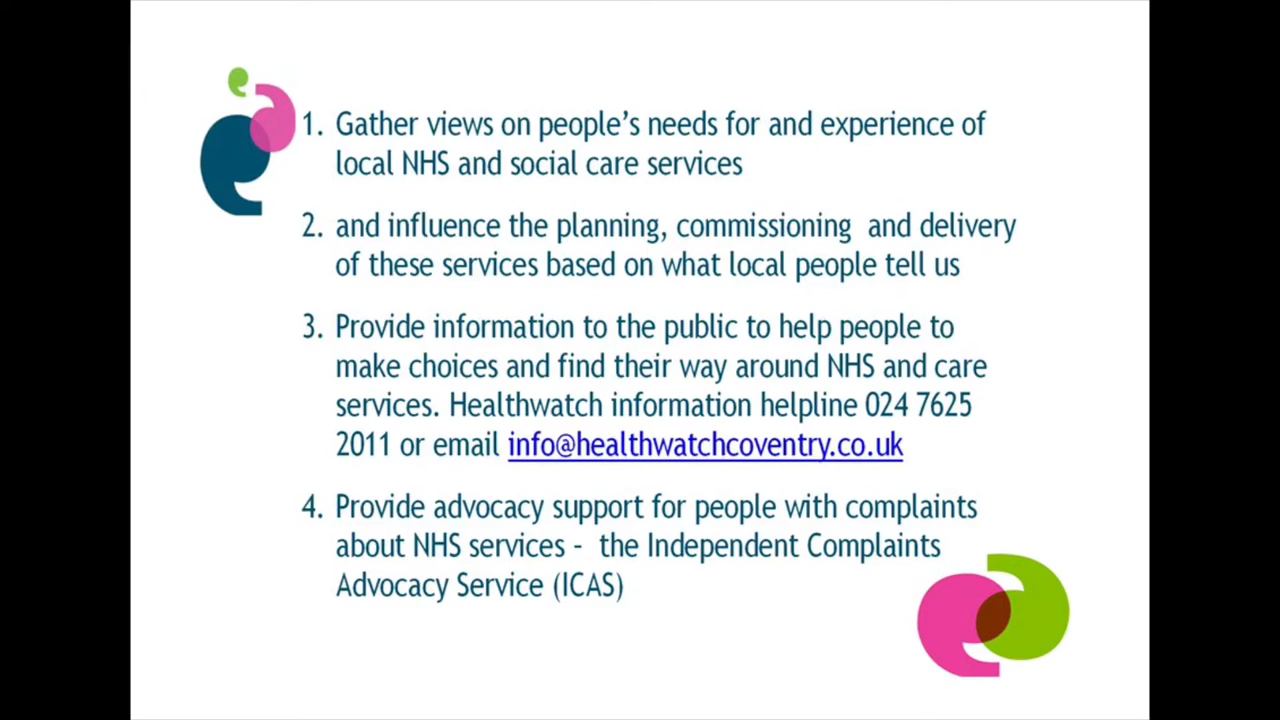 1. Gather views on people's needs for and experience of
local NHS and social care services
2. and influence the planning, commissioning  and delivery
of these services based on what local people tell us
3. Provide information to the public to help people to
make choices and find their way around NHS and care
services. Healthwatch information helpline 024 7625
2011 or email info@healthwatchcoventry.co.uk
4. Provide advocacy support for people with complaints
about NHS services -  the Independent Complaints
Advocacy Service (ICAS)